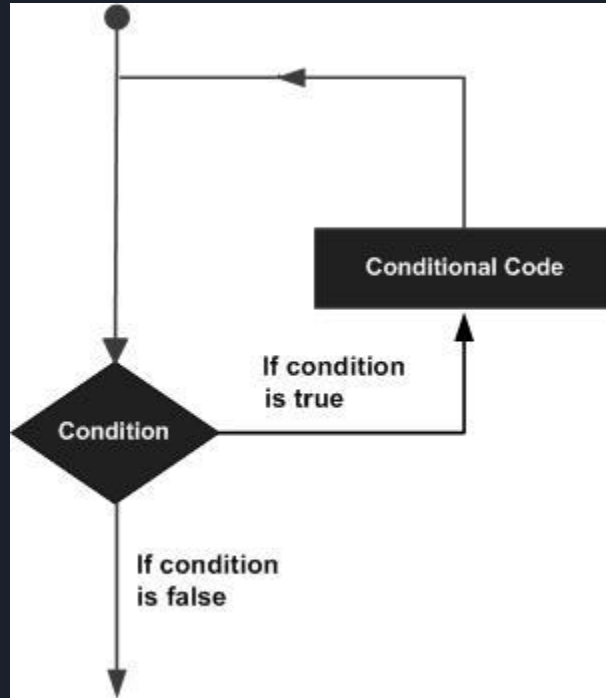 Conditional Code
If condition
is true
Condition
If condition
is false